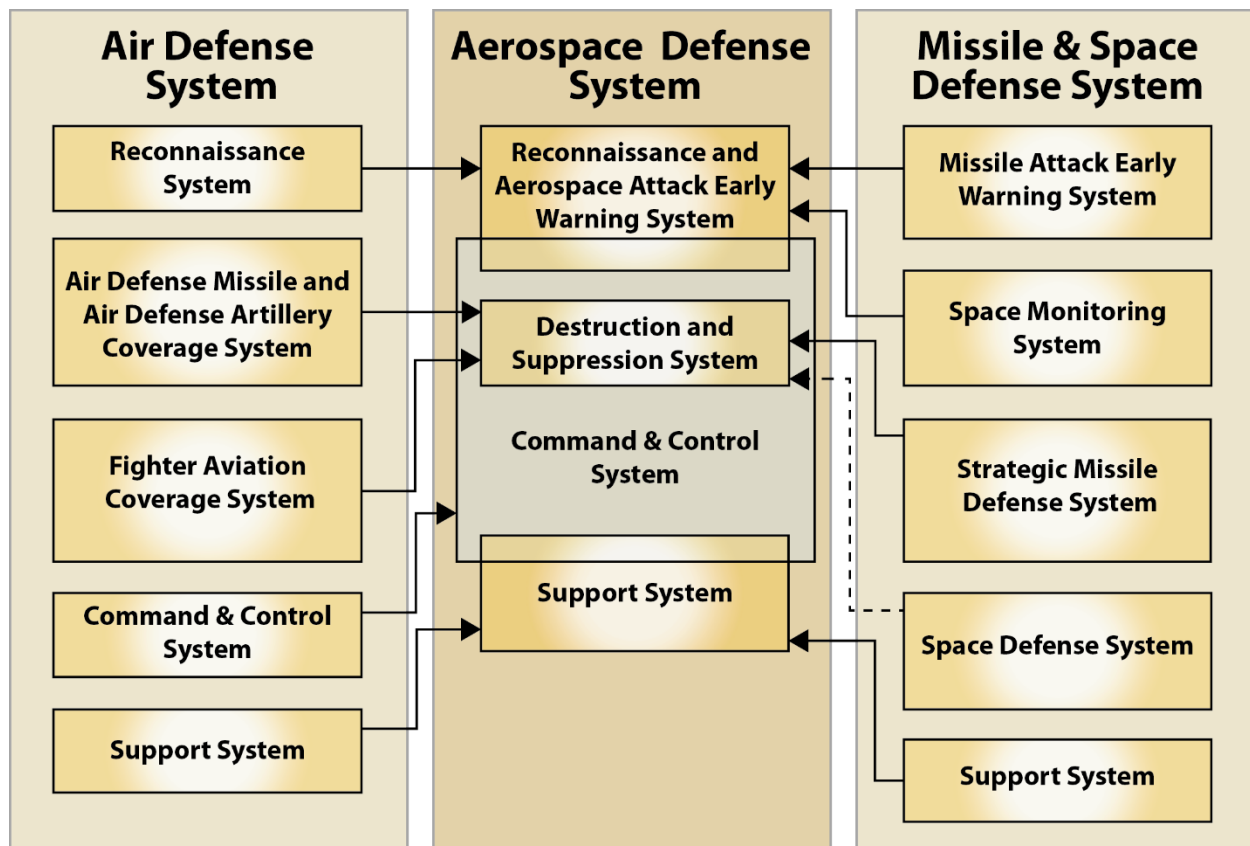 Air Defense
System
Reconnaissance
System
Air Defense Missile and
Air Defense Artillery
Coverage System
Fighter Aviation
Coverage System
Command & Control
System
Support System
Aerospace Defense
System
Reconnaissance and
Aerospace Attack Early
Warning System
Destruction and
Suppression System
Command & Control
System
Support System
Missile & Space
Defense System
Missile Attack Early
Warning System
Space Monitoring
System
Strategic Missile
Defense System
Space Defense System
Support System